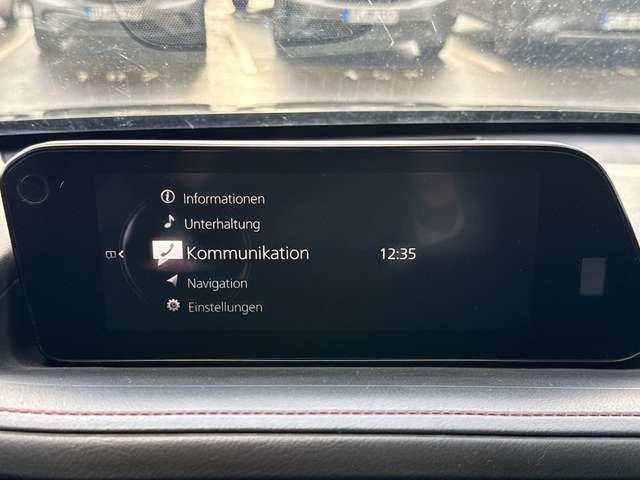 Informationen
Unterhaltung
Kommunikation 12:35
Navigation
Einstellungen